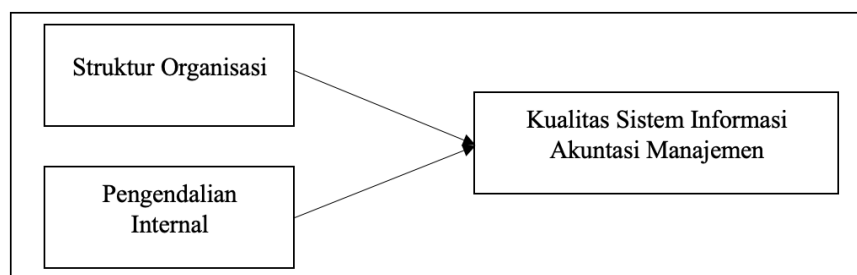 Struktur Organisasi
Kualitas Sistem Informasi
Akuntasi Manajemen
Pengendalian
Internal